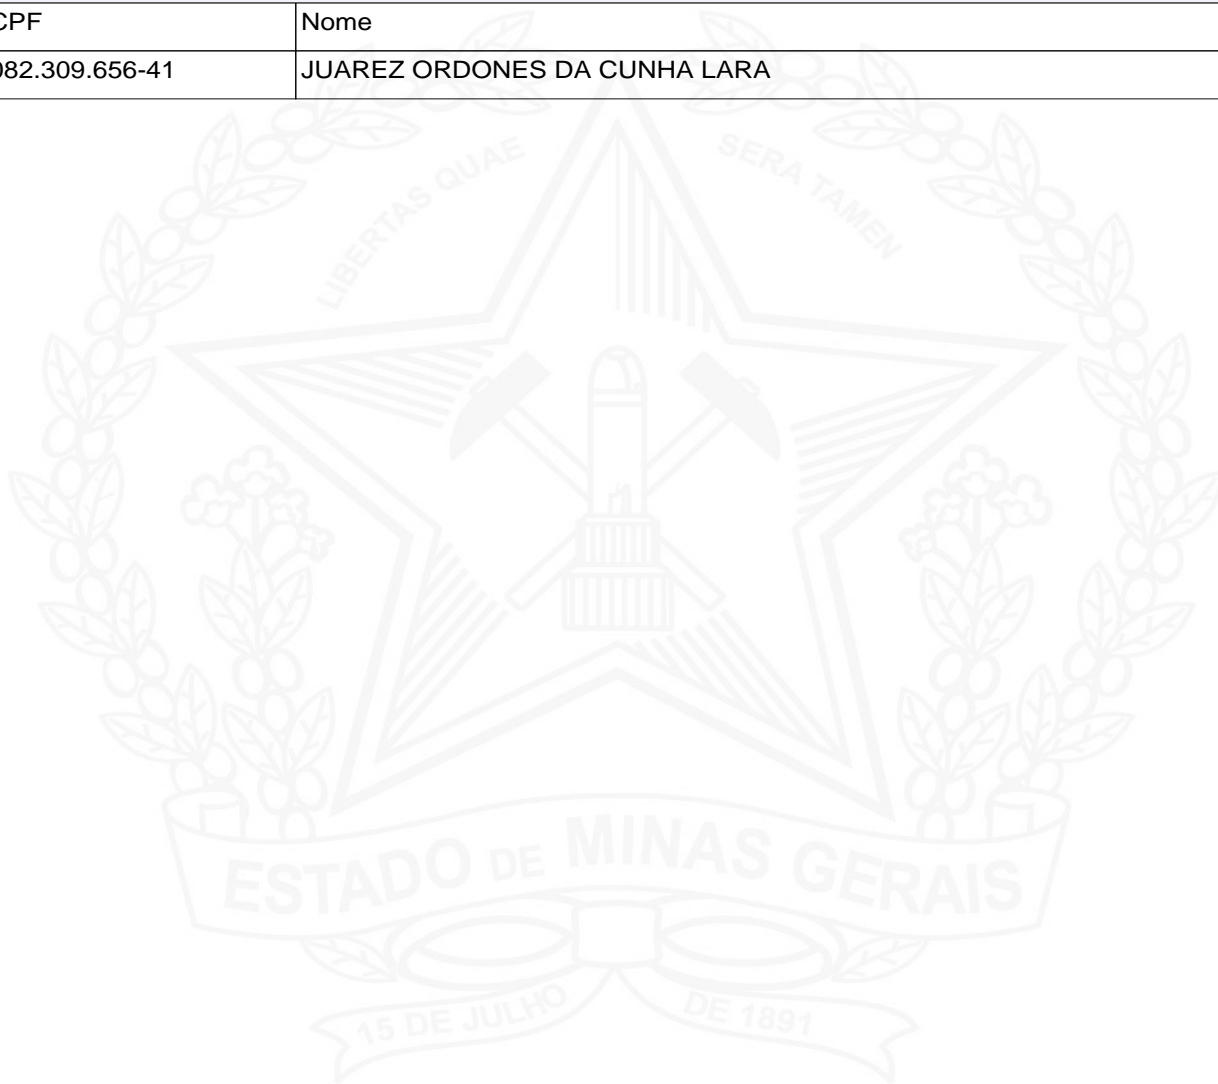 CPF Nome
082.309.656-41 JUAREZ ORDONES DA CUNHA LARA
LIBERTAS QUAE SERA TAMEN
ESTADO DE MINAS GERAIS
15 DE JULHO DE 1891